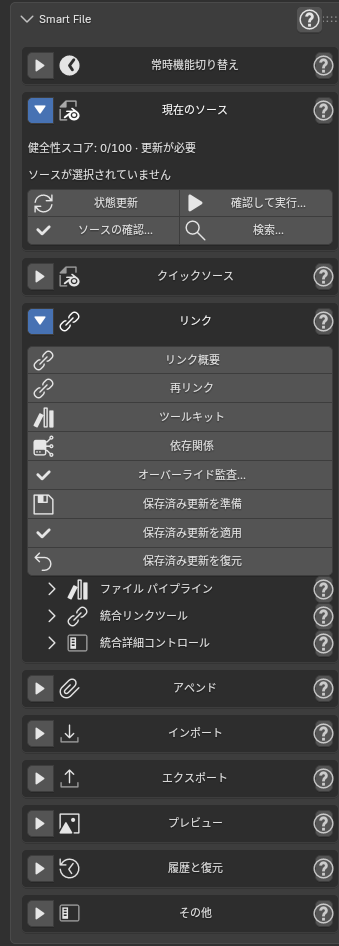 Smart File
常時機能切り替え
現在のソース
健全性スコア: 0/100 · 更新が必要
ソースが選択されていません
状態更新 確認して実行...
ソースの確認... 検索...
クイックソース
リンク
リンク概要
再リンク
ツールキット
依存関係
オーバーライド監査...
保存済み更新を準備
保存済み更新を適用
保存済み更新を復元
ファイル パイプライン
統合リンクツール
統合詳細コントロール
アペンド
インポート
エクスポート
プレビュー
履歴と復元
その他